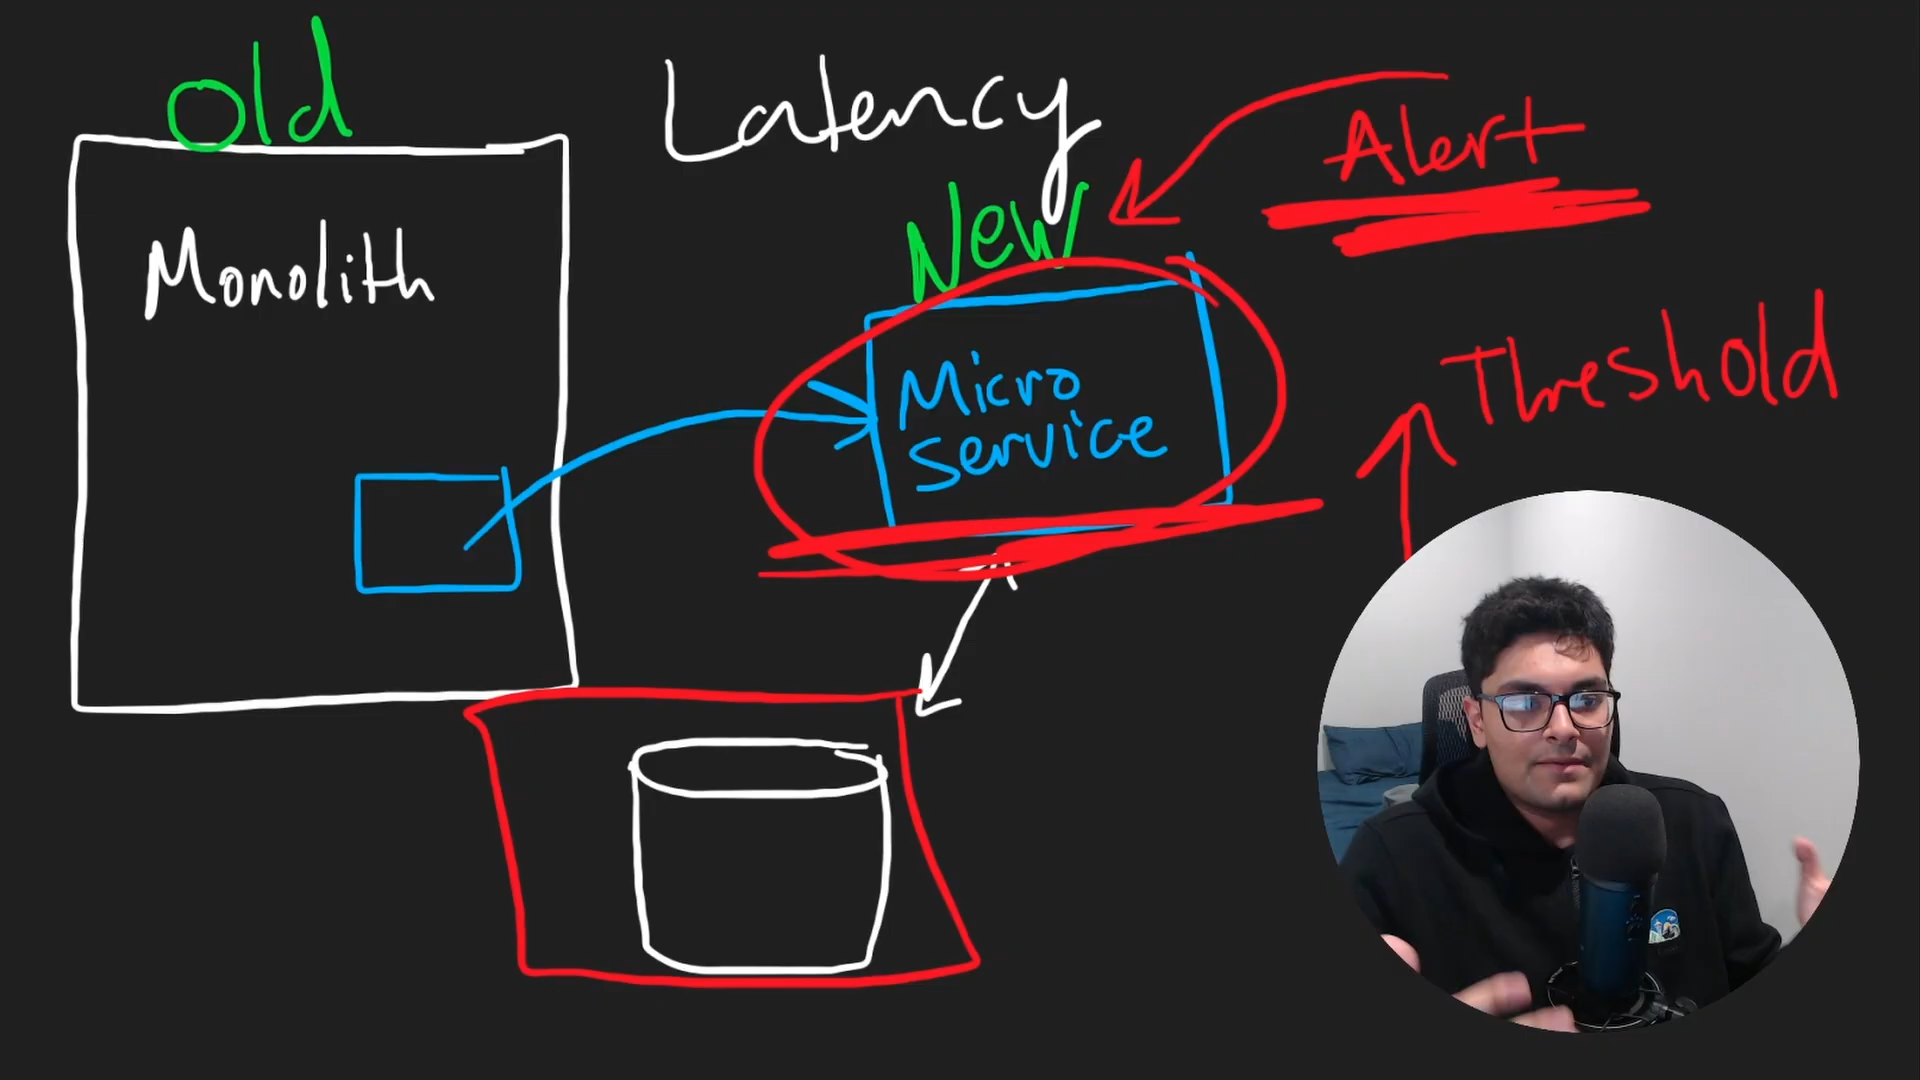 Old
Latency
Alert
New
Monolith
Threshold
Micro
service